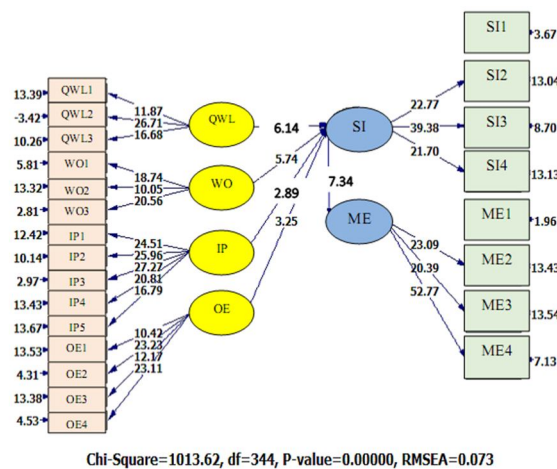 SI1
3.67
SI2
13.04
SI3
8.70
SI4
13.13
ME1
1.96
ME2
13.43
ME3
13.54
ME4
7.13
22.77
39.38
21.70
23.09
20.39
52.77
SI
ME
7.34
6.14
5.74
2.89
3.25
QWL
WO
IP
OE
11.87
26.71
16.68
18.74
10.05
20.56
24.51
25.96
27.27
20.81
16.79
10.42
23.23
12.17
23.11
13.39 QWL1
-3.42 QWL2
10.26 QWL3
5.81 WO1
13.32 WO2
2.81 WO3
12.42 IP1
10.14 IP2
2.97 IP3
13.43 IP4
13.67 IP5
13.53 OE1
4.31 OE2
13.38 OE3
4.53 OE4
Chi-Square=1013.62, df=344, P-value=0.00000, RMSEA=0.073